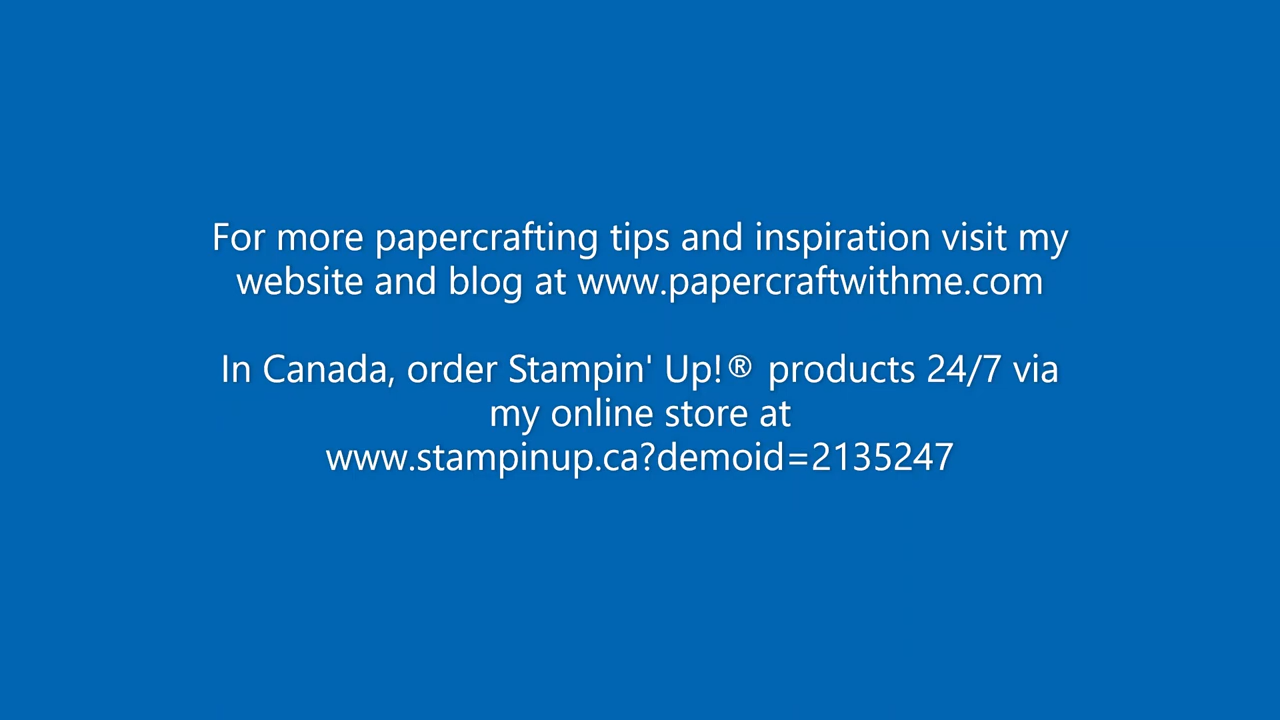 For more papercrafting tips and inspiration visit my
website and blog at www.papercraftwithme.com
In Canada, order Stampin' Up!® products 24/7 via
my online store at
www.stampinup.ca?demoid=2135247